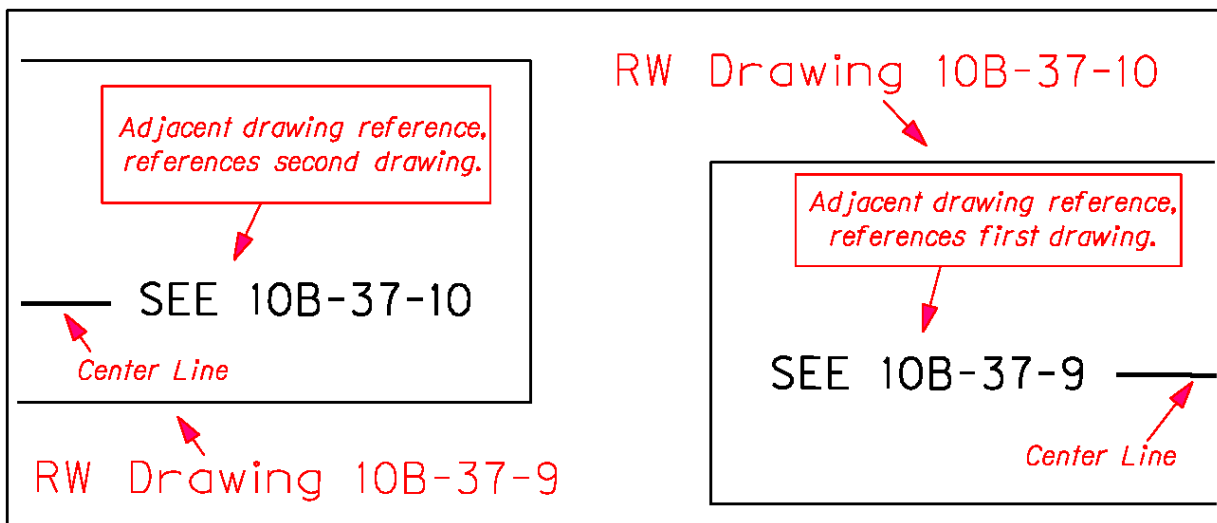 Adjacent drawing reference,
references second drawing.
SEE 10B-37-10
Center Line
RW Drawing 10B-37-9
RW Drawing 10B-37-10
Adjacent drawing reference,
references first drawing.
SEE 10B-37-9
Center Line